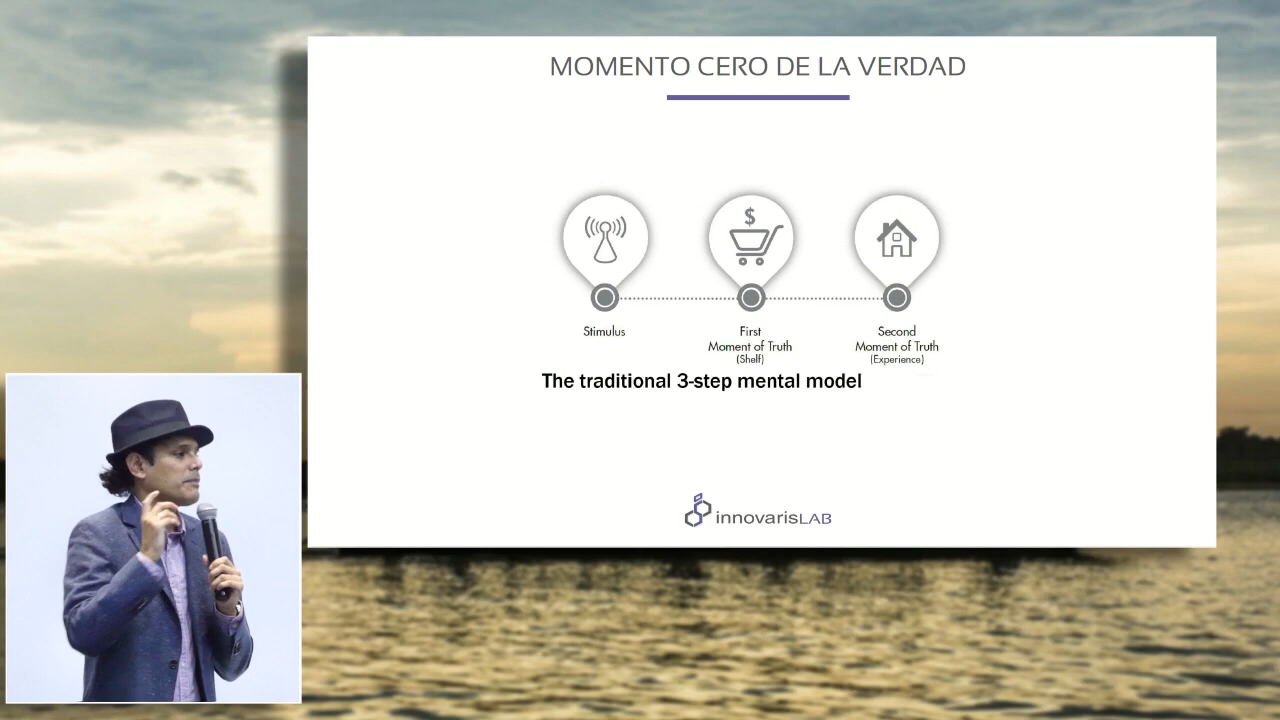 MOMENTO CERO DE LA VERDAD
$
Stimulus
First
Moment of Truth
(Shelf)
Second
Moment of Truth
(Experience)
The traditional 3-step mental model
innovarisLAB